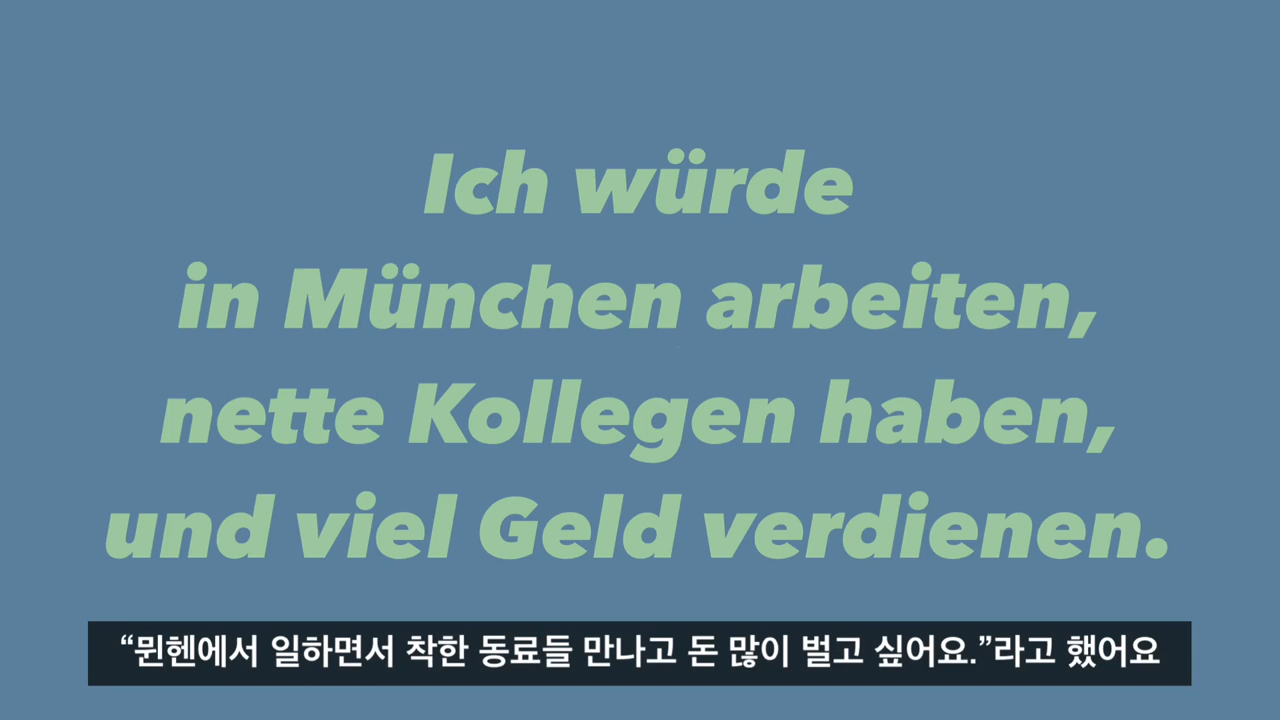 Ich würde
in München arbeiten,
nette Kollegen haben,
und viel Geld verdienen.
“뮌헨에서 일하면서 착한 동료들 만나고 돈 많이 벌고 싶어요.”라고 했어요